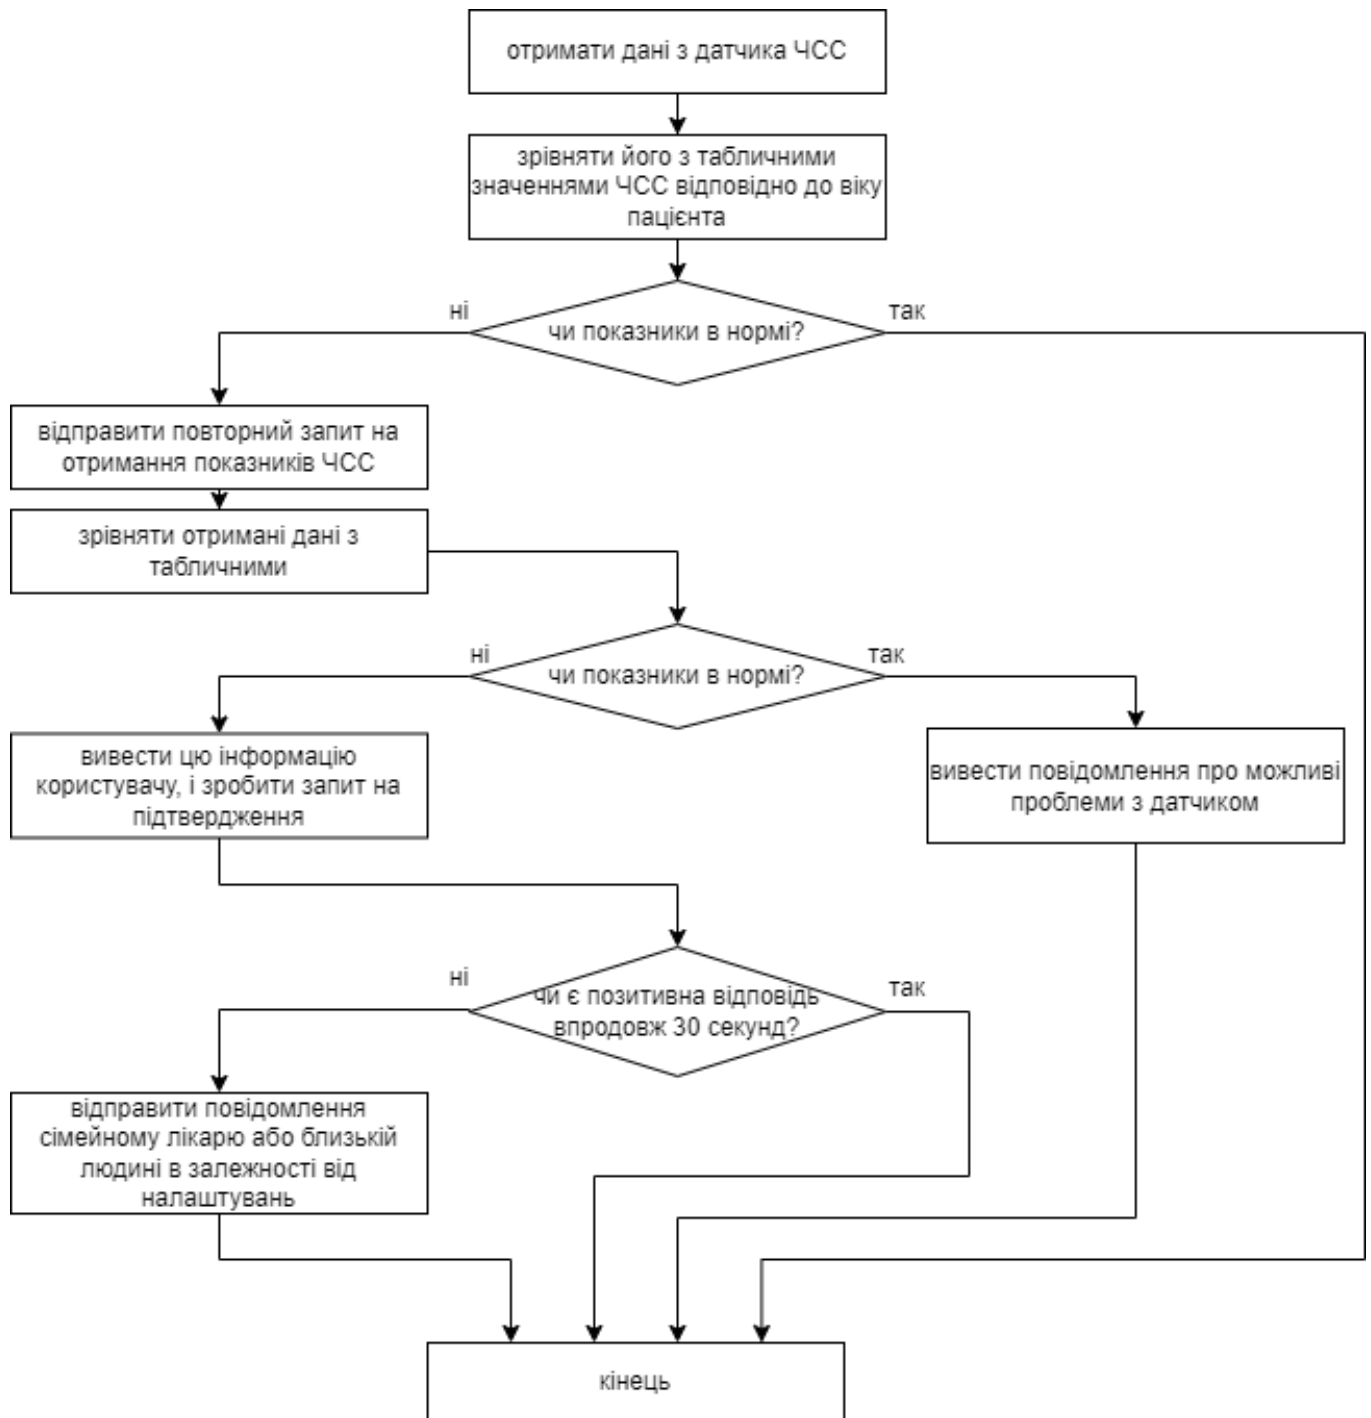 отримати дані з датчика ЧСС
зрівняти його з табличними
значеннями ЧСС відповідно до віку
пацієнта
ні
так
чи показники в нормі?
відправити повторний запит на
отримання показників ЧСС
зрівняти отримані дані з
табличними
ні
так
чи показники в нормі?
вивести цю інформацію
користувачу, і зробити запит на
підтвердження
вивести повідомлення про можливі
проблеми з датчиком
ні
так
чи є позитивна відповідь
впродовж 30 секунд?
відправити повідомлення
сімейному лікарю або близькій
людині в залежності від
налаштувань
кінець